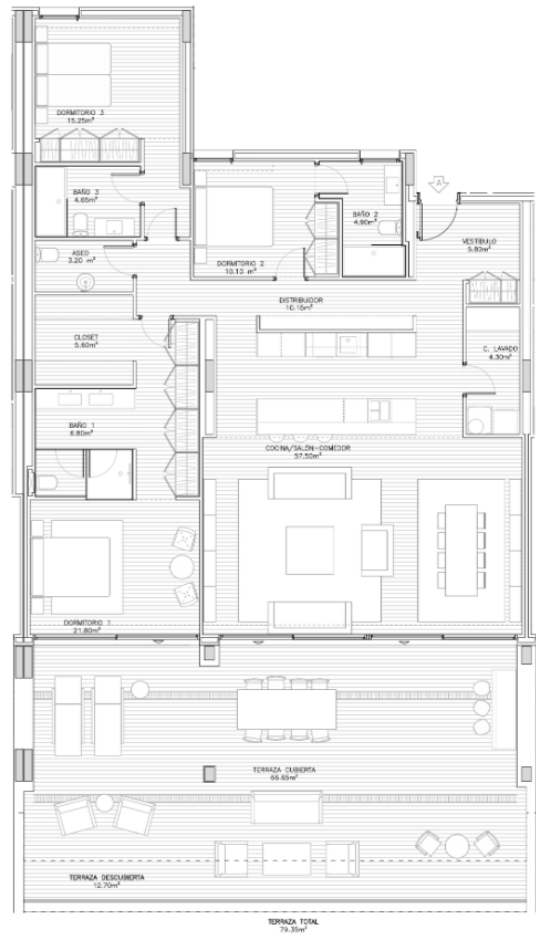 DORMITORIO 3
15.25m²
BAÑO 3
4.65m²
BAÑO 2
4.90m²
A
VESTIBULO
5.80m²
ASEO
3.20 m²
DORMITORIO 2
10.10 m²
DISTRIBUIDOR
10.15m²
CLOSET
5.60m²
C. LAVADO
4.30m²
BAÑO 1
6.80m²
COCINA/SALÓN-COMEDOR
57.50m²
DORMITORIO 1
21.80m²
TERRAZA CUBIERTA
66.65m²
TERRAZA DESCUBIERTA
12.70m²
TERRAZA TOTAL
79.35m²